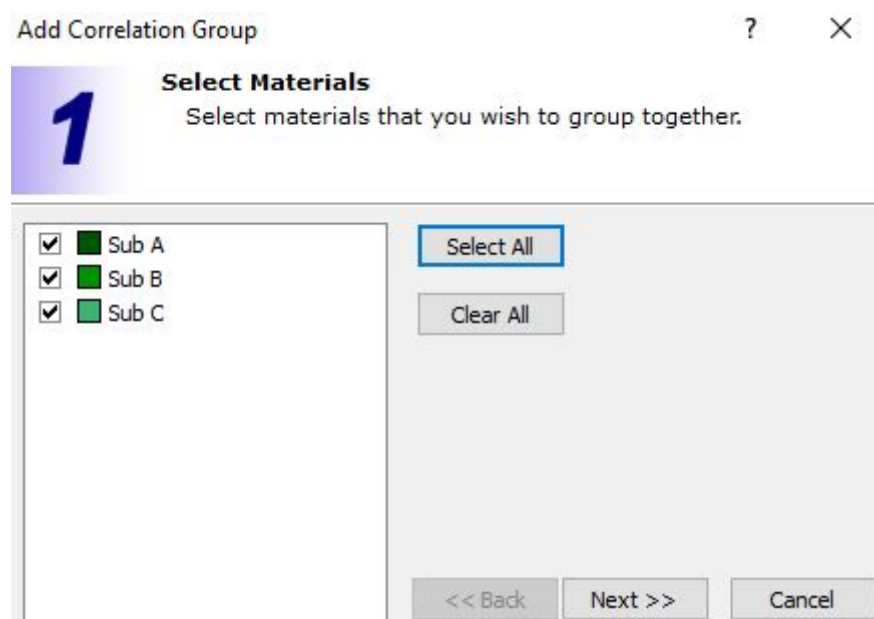 Add Correlation Group ?
1
Select Materials
Select materials that you wish to group together.
Sub A
Sub B
Sub C
Select All
Clear All
<< Back Next >> Cancel